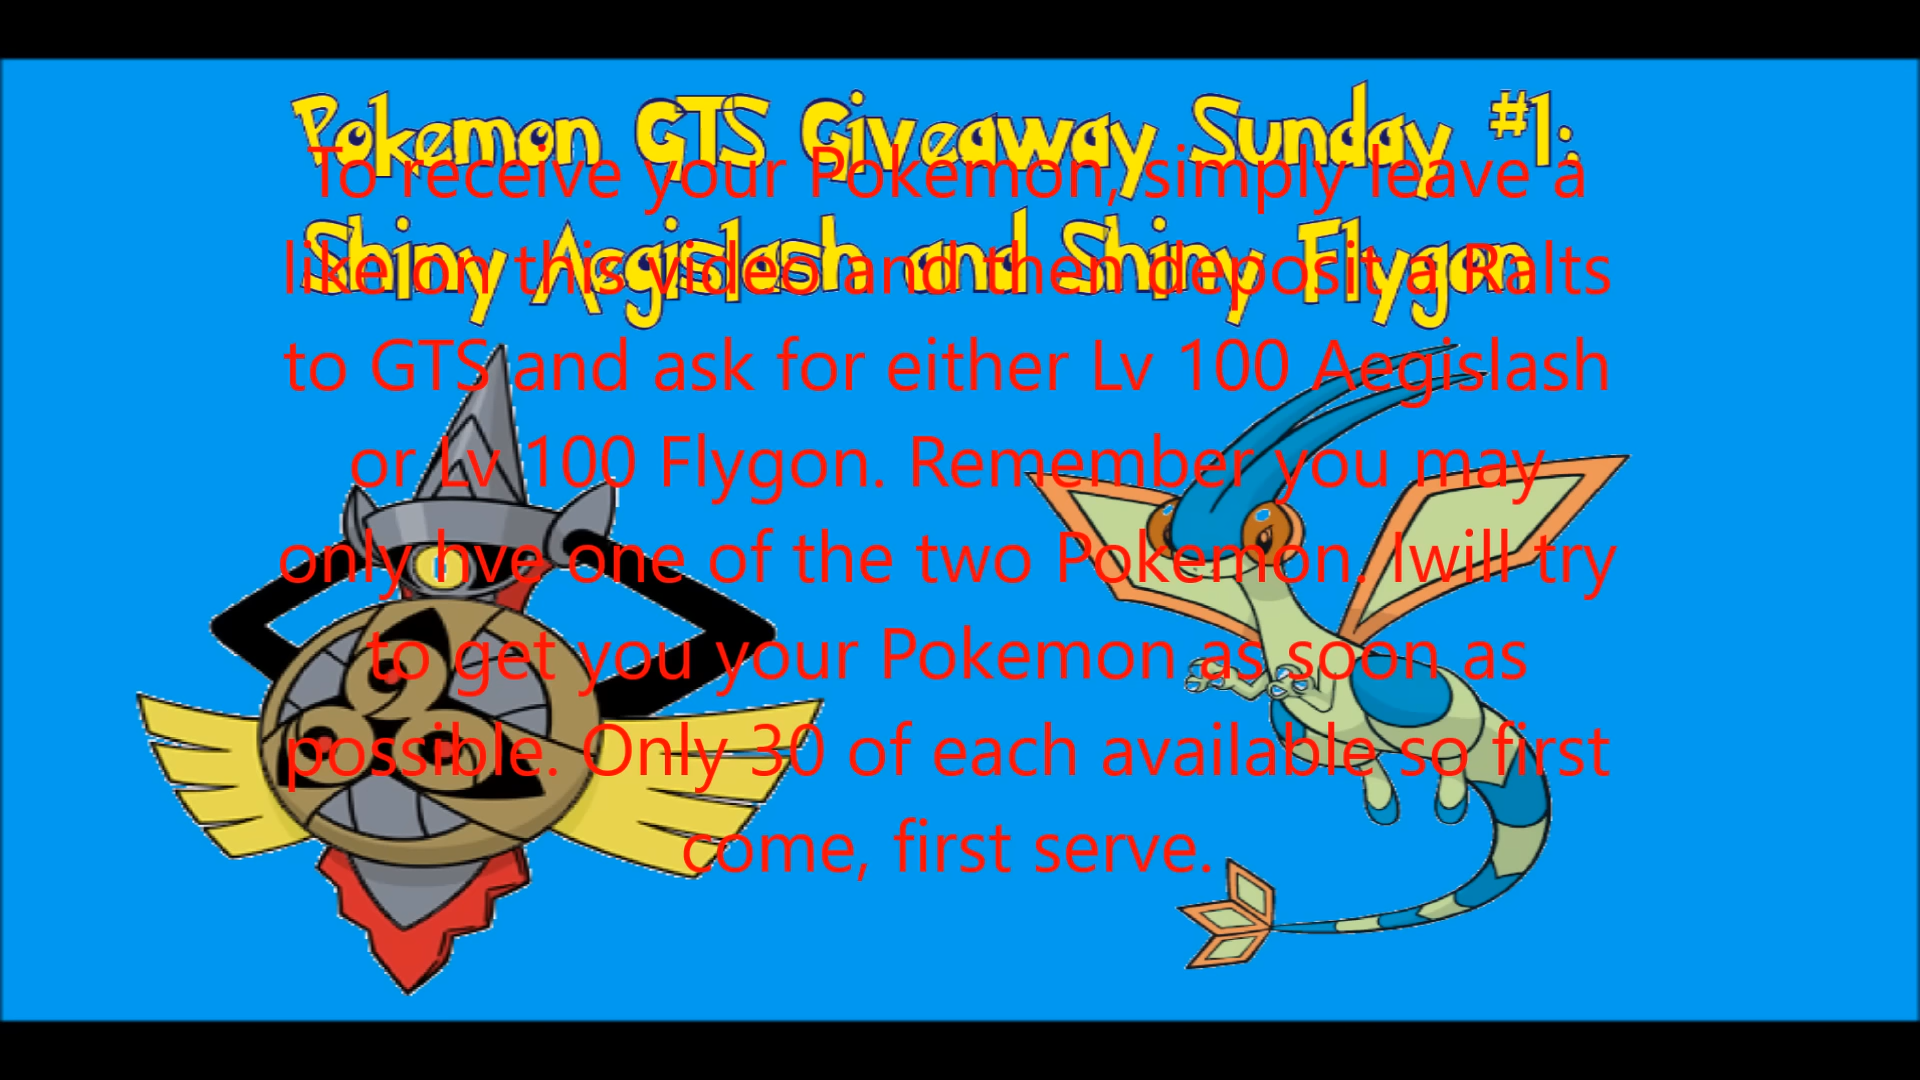 Pokemon GTS Giveaway Sunday #1:
Shiny Aegislash and Shiny Flygon
To receive your Pokemon, simply leave a
like on this video and then deposit a Ralts
to GTS and ask for either Lv 100 Aegislash
or Lv 100 Flygon. Remember you may
only hve one of the two Pokemon. Iwill try
to get you your Pokemon as soon as
possible. Only 30 of each available so first
come, first serve.